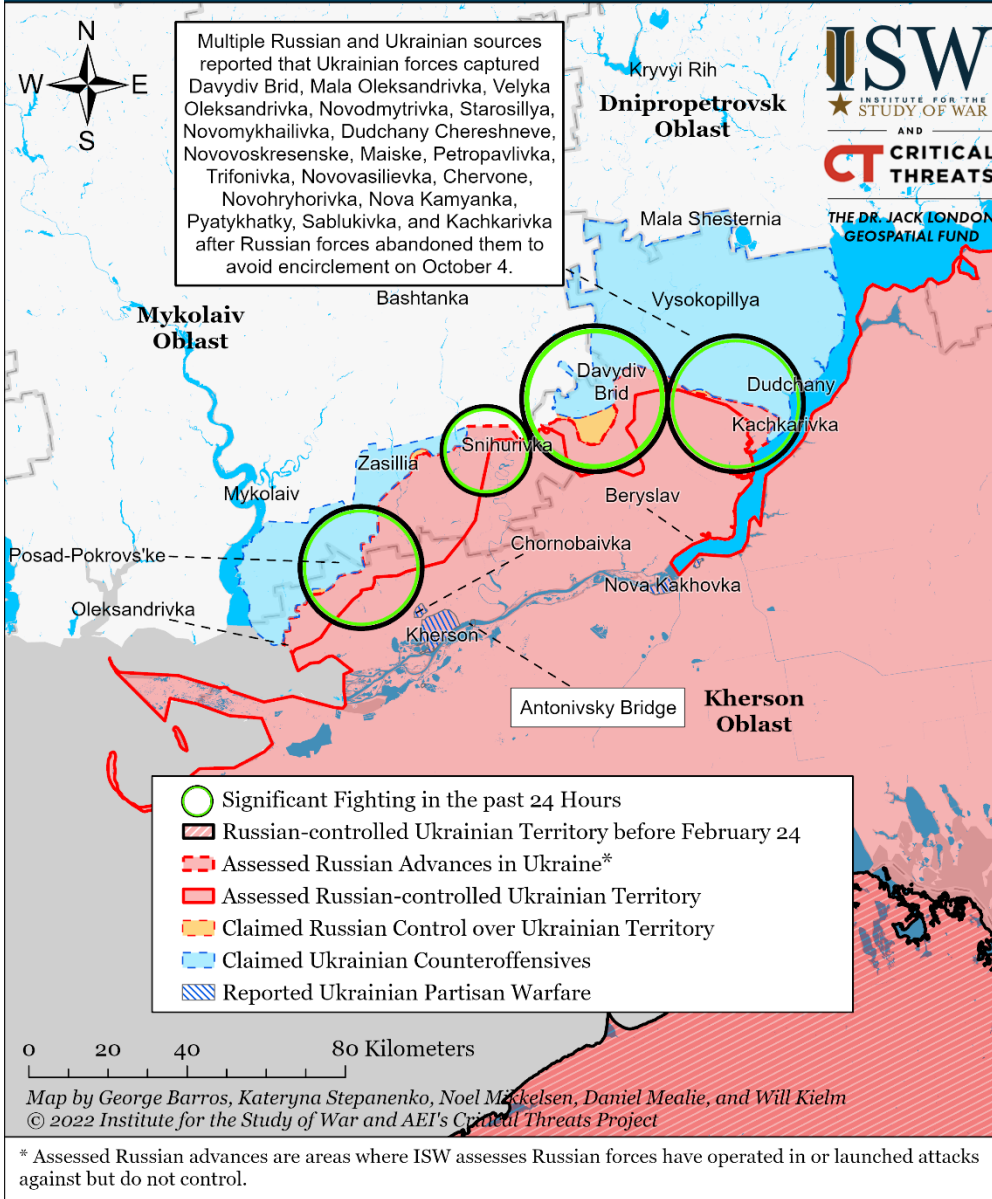 N
W
E
S
Multiple Russian and Ukrainian sources
reported that Ukrainian forces captured
Davydiv Brid, Mala Oleksandrivka, Velyka
Oleksandrivka, Novodmytrivka, Starosillya,
Novomykhailivka, Dudchany Chereshneve,
Novovoskresenske, Maiske, Petropavlivka,
Trifonivka, Novovasilievka, Chervone,
Novohryhorivka, Nova Kamyanka,
Pyatykhatky, Sablukivka, and Kachkarivka
after Russian forces abandoned them to
avoid encirclement on October 4.
ISW
INSTITUTE FOR THE
STUDY OF WAR
AND
CT CRITICAL
THREATS
THE DR. JACK LONDON
GEOSPATIAL FUND
Kryvyi Rih
Dnipropetrovsk
Oblast
Mala Shesternia
Bashtanka
Vysokopillya
Mykolaiv
Oblast
Davydiv
Brid
Dudchany
Kachkarivka
Snihurivka
Zasillia
Mykolaiv
Beryslav
Chornobaivka
Posad-Pokrovs'ke
Nova Kakhovka
Oleksandrivka
Kherson
Antonivsky Bridge
Kherson
Oblast
Significant Fighting in the past 24 Hours
Russian-controlled Ukrainian Territory before February 24
Assessed Russian Advances in Ukraine*
Assessed Russian-controlled Ukrainian Territory
Claimed Russian Control over Ukrainian Territory
Claimed Ukrainian Counteroffensives
Reported Ukrainian Partisan Warfare
0 20 40 80 Kilometers
Map by George Barros, Kateryna Stepanenko, Noel Mikkelsen, Daniel Mealie, and Will Kielm
© 2022 Institute for the Study of War and AEI's Critical Threats Project
* Assessed Russian advances are areas where ISW assesses Russian forces have operated in or launched attacks
against but do not control.